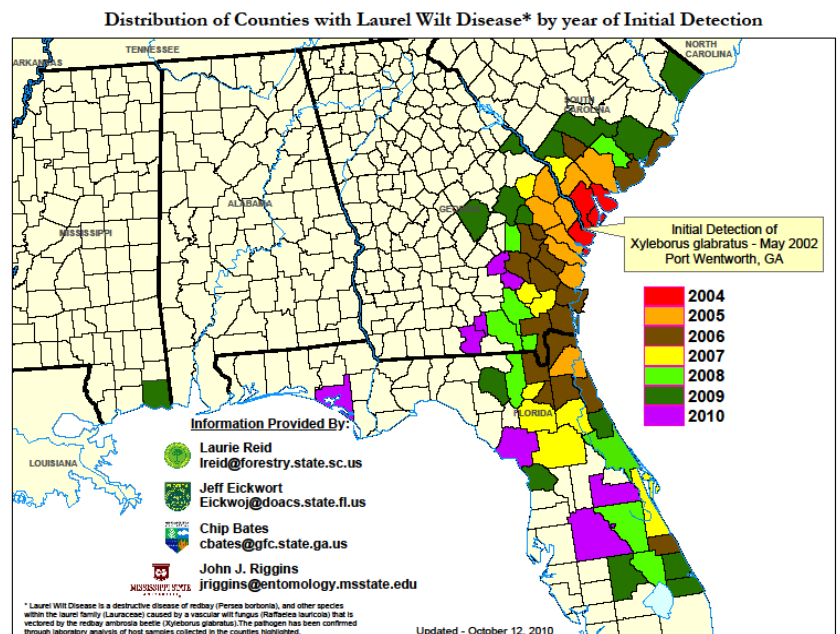 Distribution of Counties with Laurel Wilt Disease* by year of Initial Detection
ARKANSAS
TENNESSEE
NORTH
CAROLINA
SOUTH
CAROLINA
MISSISSIPPI
ALABAMA
Initial Detection of
Xyleborus glabratus - May 2002
Port Wentworth, GA
2004
2005
2006
2007
2008
2009
2010
FLORIDA
LOUISIANA
Information Provided By:
Laurie Reid
lreid@forestry.state.sc.us
Jeff Eickwort
Eickwoj@doacs.state.fl.us
Chip Bates
cbates@gfc.state.ga.us
John J. Riggins
jriggins@entomology.msstate.edu
MISSISSIPPI STATE
* Laurel Wilt Disease is a destructive disease of redbay (Persea borbonia), and other species
within the laurel family (Lauraceae) caused by a vascular wilt fungus (Raffaelea lauricola) that is
vectored by the redbay ambrosia beetle (Xyleborus glabratus).The pathogen has been confirmed
through laboratory analysis of host samples collected in the counties highlighted.
Updated - October 12, 2010